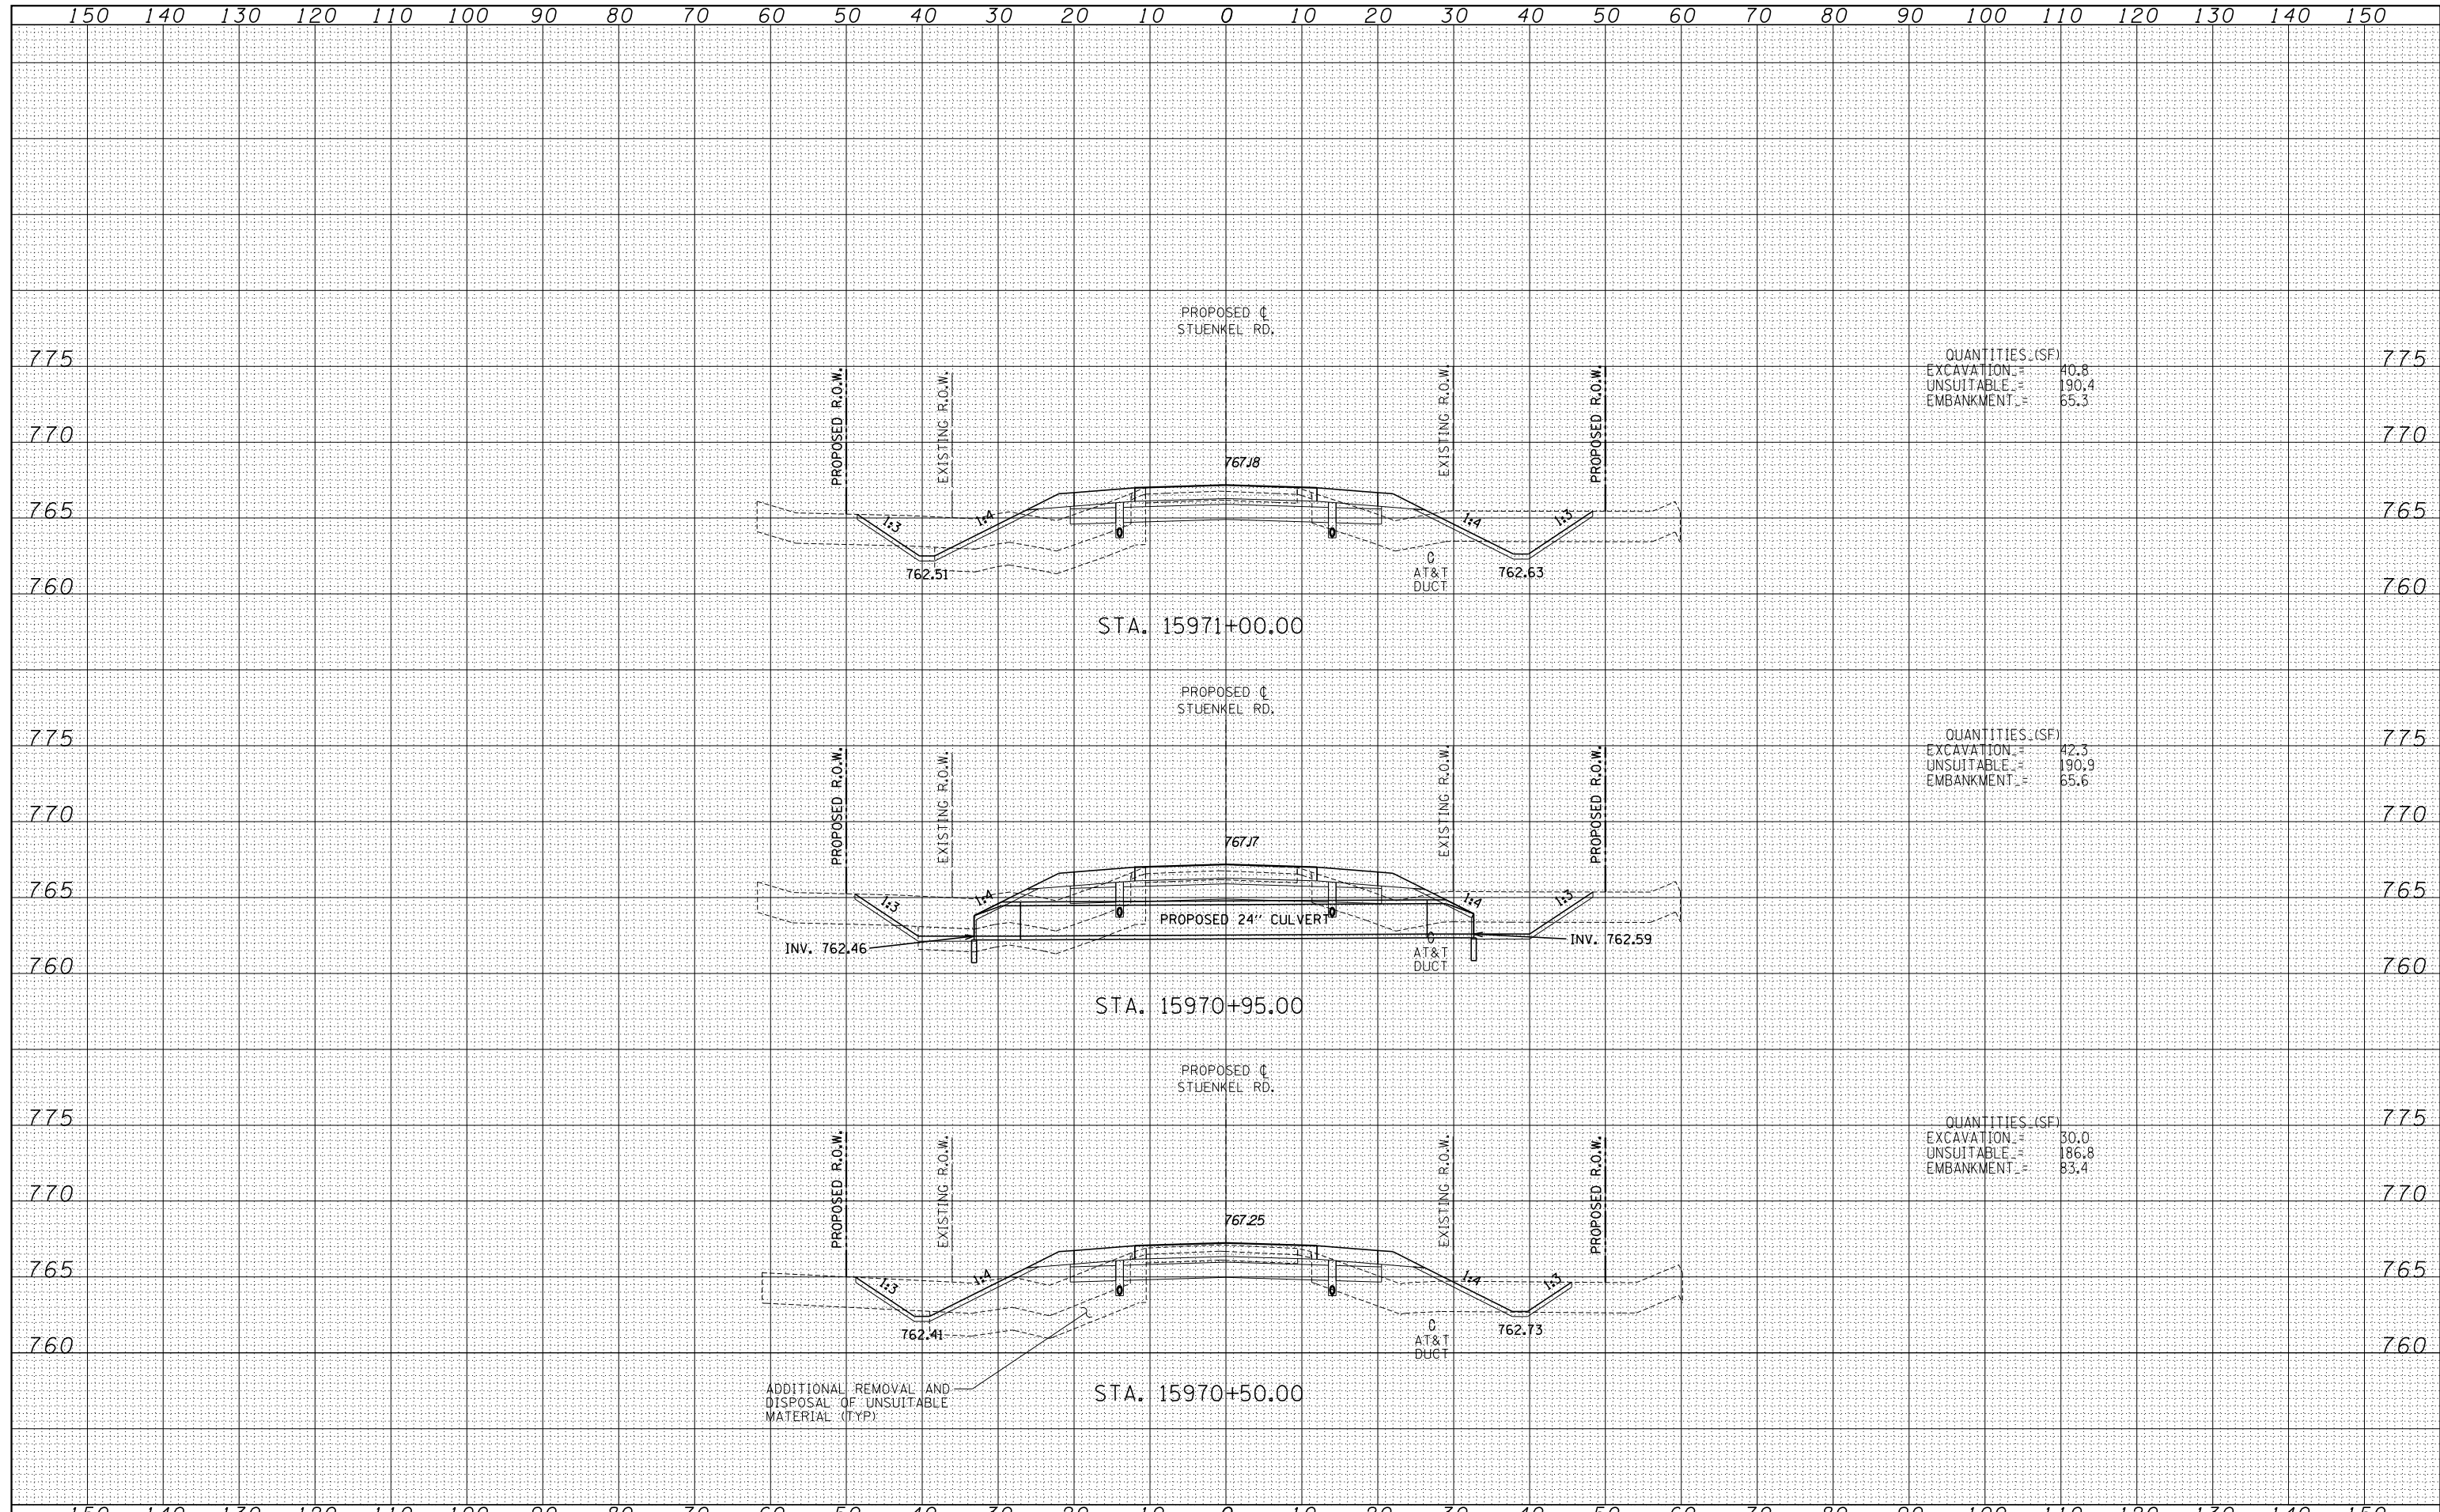 150 140 130 120 110 100 90 80 70 60 50 40 30 20 10 0 10 20 30 40 50 60 70 80 90 100 110 120 130 140 150
PROPOSED ℄
STUENKEL RD.
775 775
QUANTITIES (SF)
EXCAVATION = 40.8
UNSUITABLE = 190.4
EMBANKMENT = 65.3
PROPOSED R.O.W.
EXISTING R.O.W.
EXISTING R.O.W.
PROPOSED R.O.W.
770 770
767.18
765 765
1:3 1:4 1:4 1:3
762.51
AT&T
DUCT
762.63
760 760
STA. 15971+00.00
PROPOSED ℄
STUENKEL RD.
775 775
QUANTITIES (SF)
EXCAVATION = 42.3
UNSUITABLE = 190.9
EMBANKMENT = 65.6
PROPOSED R.O.W.
EXISTING R.O.W.
EXISTING R.O.W.
PROPOSED R.O.W.
770 770
767.17
765 765
1:3 1:4 1:4 1:3
PROPOSED 24'' CULVERT
INV. 762.46
INV. 762.59
AT&T
DUCT
760 760
STA. 15970+95.00
PROPOSED ℄
STUENKEL RD.
775 775
QUANTITIES (SF)
EXCAVATION = 30.0
UNSUITABLE = 186.8
EMBANKMENT = 83.4
PROPOSED R.O.W.
EXISTING R.O.W.
EXISTING R.O.W.
PROPOSED R.O.W.
770 770
767.25
765 765
1:3 1:4 1:4 1:3
762.41
AT&T
DUCT
762.73
760 760
ADDITIONAL REMOVAL AND
DISPOSAL OF UNSUITABLE
MATERIAL (TYP)
STA. 15970+50.00
150 140 130 120 110 100 90 80 70 60 50 40 30 20 10 0 10 20 30 40 50 60 70 80 90 100 110 120 130 140 150